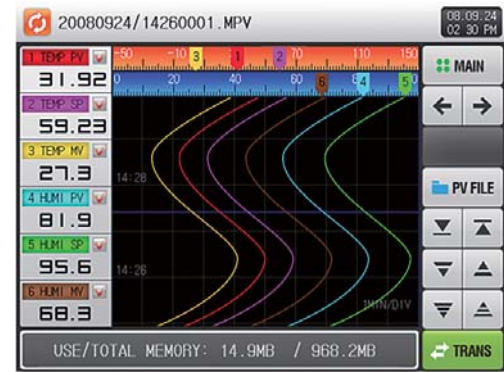 20080924/14260001.MPV
08.09.24
02 30 PM
1 TEMP PV
31.92
2 TEMP SP
59.23
3 TEMP MV
27.3
4 HUMI PV
81.9
5 HUMI SP
95.6
6 HUMI MV
68.3
-50 -10 3 1 2 70 110 150
0 20 40 60 6 8 4 5
14:28
14:26
1MIN/DIV
MAIN
PV FILE
TRANS
USE/TOTAL MEMORY: 14.9MB / 968.2MB